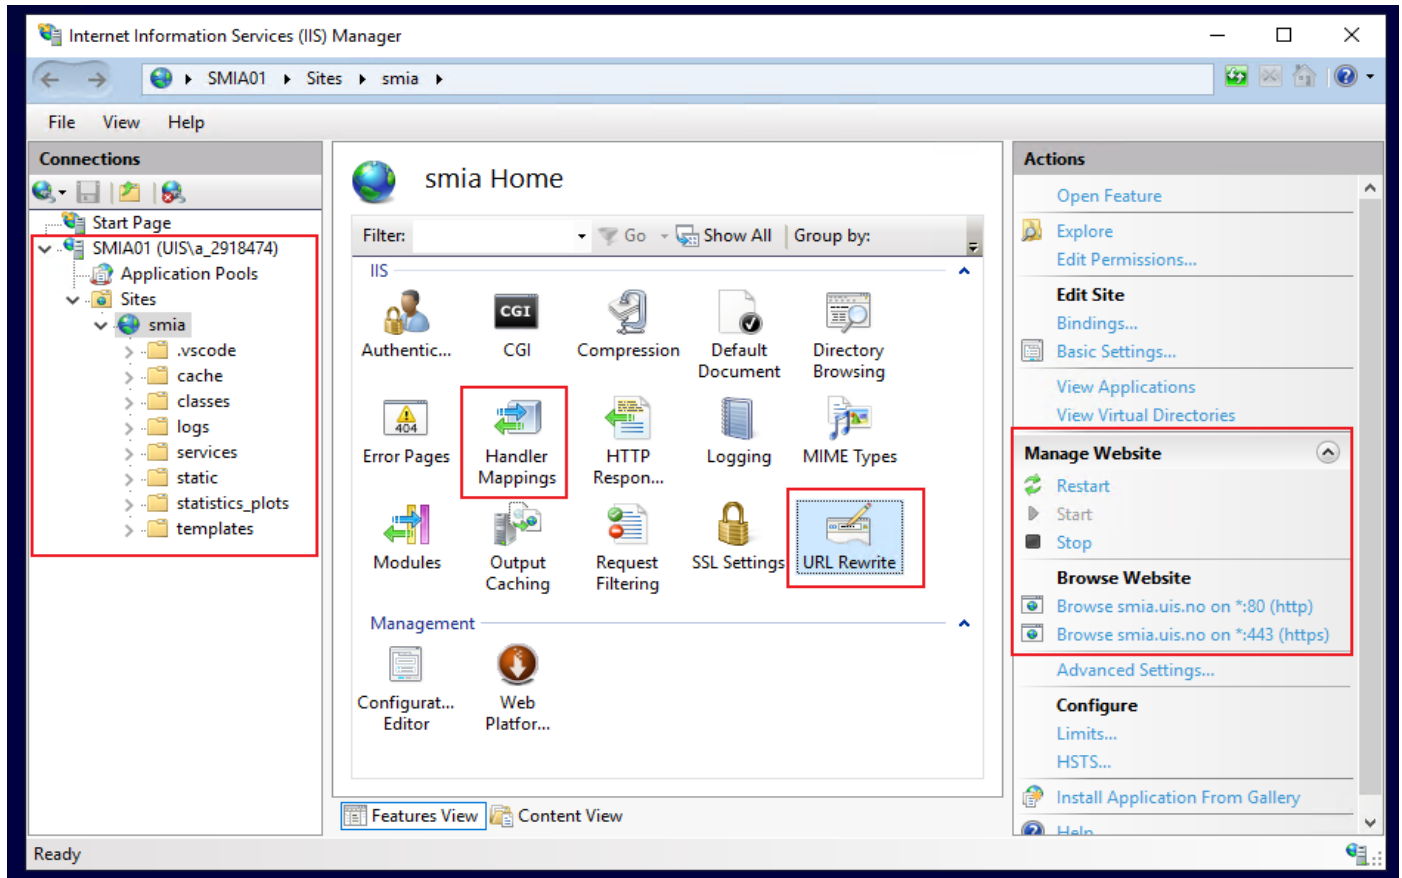 Internet Information Services (IIS) Manager
SMIA01 Sites smia
File View Help
Connections
Start Page
SMIA01 (UIS\a_2918474)
Application Pools
Sites
smia
.vscode
cache
classes
logs
services
static
statistics_plots
templates
smia Home
Filter: Go Show All Group by:
IIS
Authentic... CGI Compression Default Document Directory Browsing
CGI
404
Error Pages Handler Mappings HTTP Respon... Logging MIME Types
Modules Output Caching Request Filtering SSL Settings URL Rewrite
Management
Configurat... Editor Web Platfor...
Features View Content View
Actions
Open Feature
Explore
Edit Permissions...
Edit Site
Bindings...
Basic Settings...
View Applications
View Virtual Directories
Manage Website
Restart
Start
Stop
Browse Website
Browse smia.uis.no on *:80 (http)
Browse smia.uis.no on *:443 (https)
Advanced Settings...
Configure
Limits...
HSTS...
Install Application From Gallery
Help
Ready